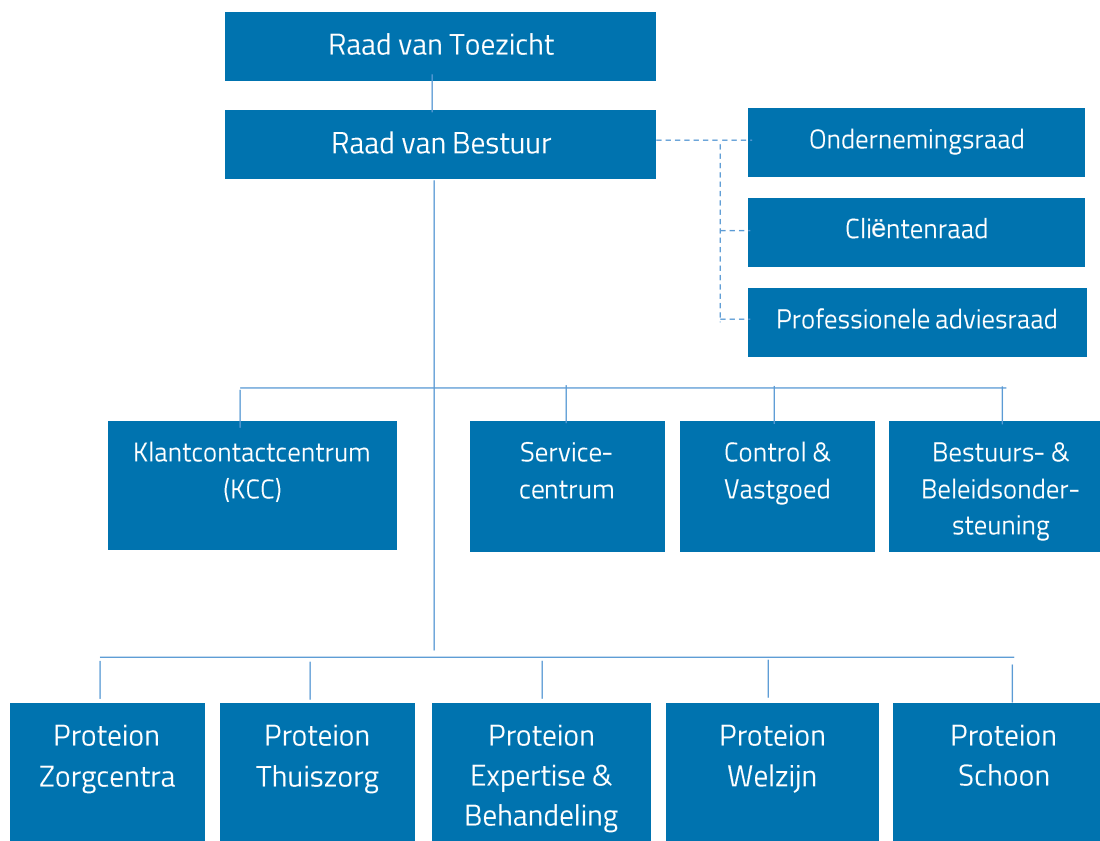 Raad van Toezicht
Raad van Bestuur
Ondernemingsraad
Cliëntenraad
Professionele adviesraad
Klantcontactcentrum
(KCC)
Service-
centrum
Control &
Vastgoed
Bestuurs- &
Beleidsonder-
steuning
Proteion
Zorgcentra
Proteion
Thuiszorg
Proteion
Expertise &
Behandeling
Proteion
Welzijn
Proteion
Schoon